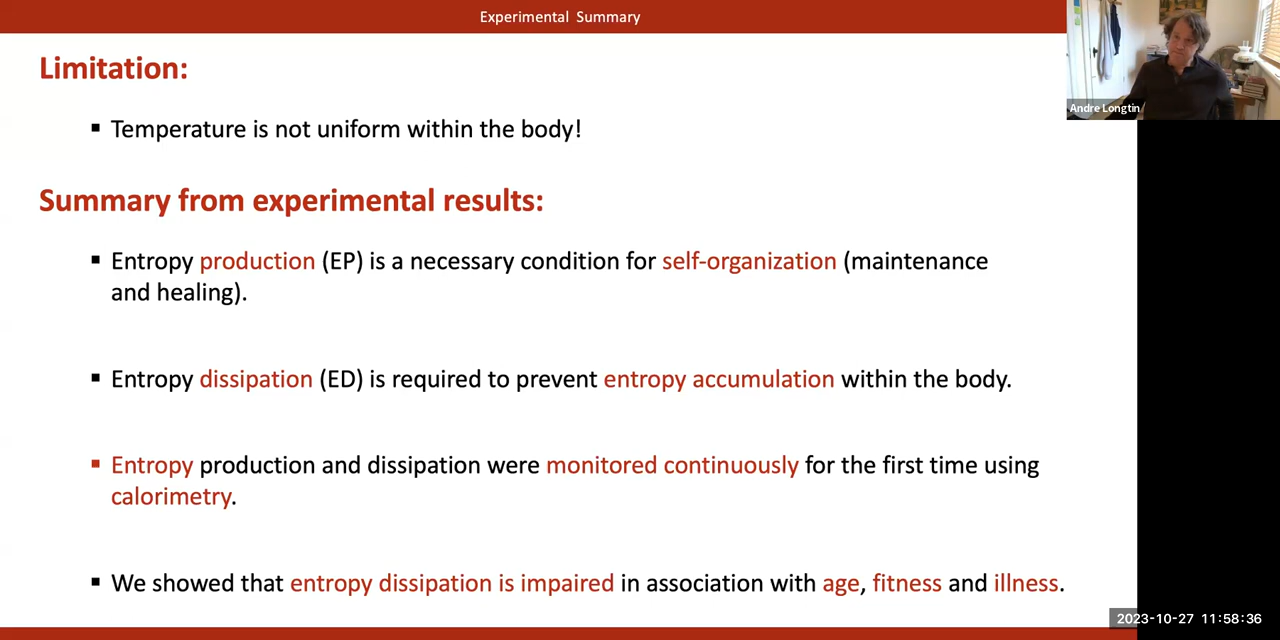 Experimental Summary
Andre Longtin
Limitation:
▪ Temperature is not uniform within the body!
Summary from experimental results:
▪ Entropy production (EP) is a necessary condition for self-organization (maintenance
and healing).
▪ Entropy dissipation (ED) is required to prevent entropy accumulation within the body.
▪ Entropy production and dissipation were monitored continuously for the first time using
calorimetry.
▪ We showed that entropy dissipation is impaired in association with age, fitness and illness.
2023-10-27 11:58:36